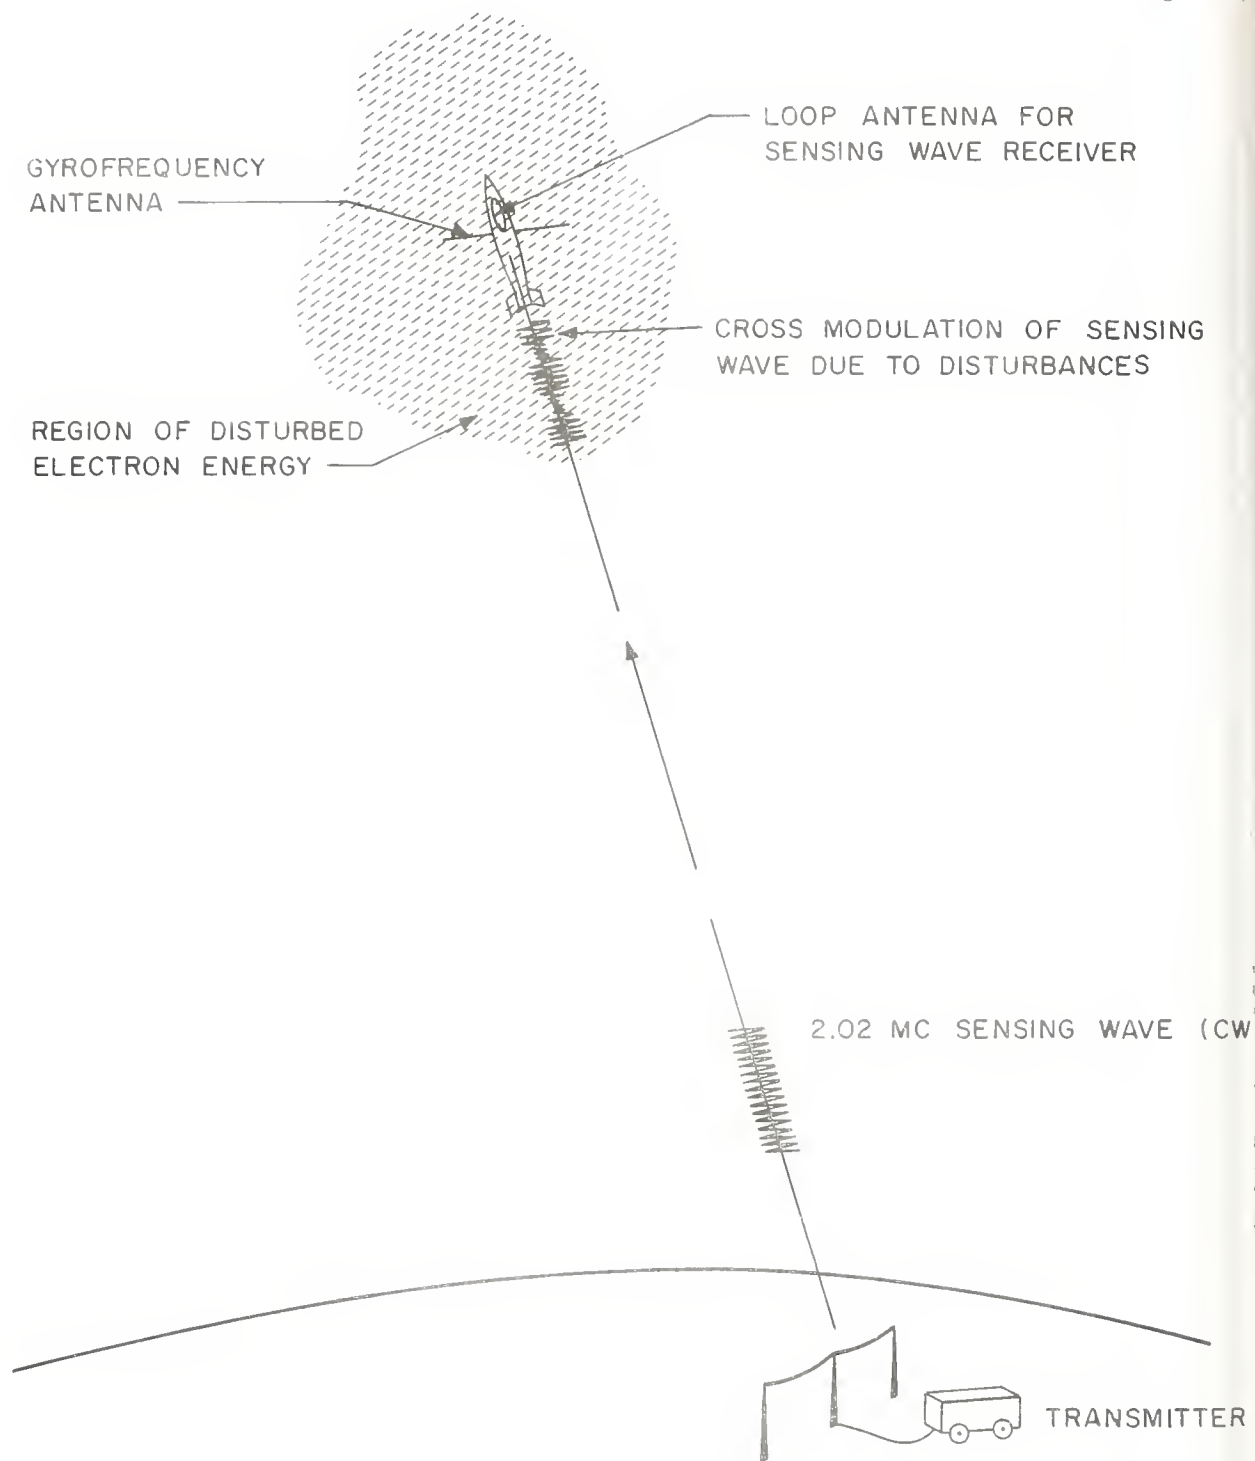 LOOP ANTENNA FOR
SENSING WAVE RECEIVER
GYROFREQUENCY
ANTENNA
CROSS MODULATION OF SENSING
WAVE DUE TO DISTURBANCES
REGION OF DISTURBED
ELECTRON ENERGY
2.02 MC SENSING WAVE (CW
TRANSMITTER